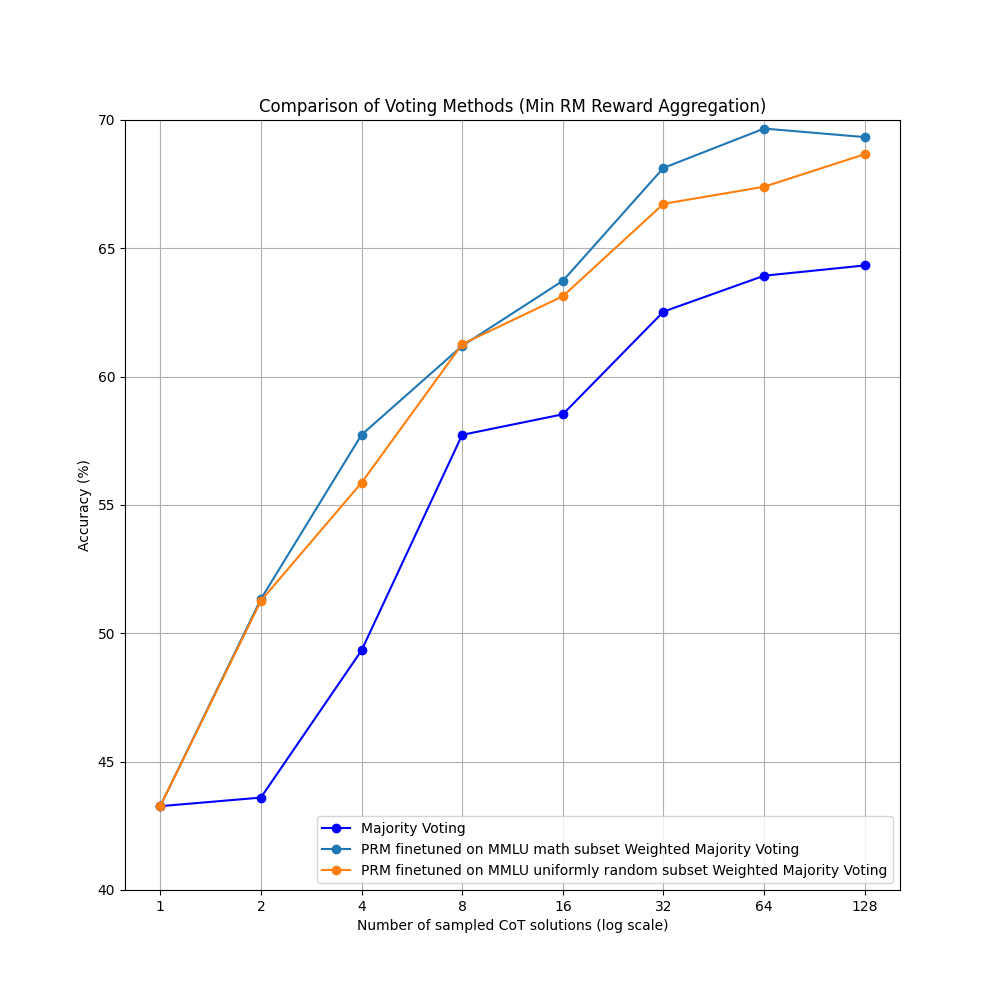 Comparison of Voting Methods (Min RM Reward Aggregation)
70
65
60
55
50
45
40
Accuracy (%)
Majority Voting
PRM finetuned on MMLU math subset Weighted Majority Voting
PRM finetuned on MMLU uniformly random subset Weighted Majority Voting
1 2 4 8 16 32 64 128
Number of sampled CoT solutions (log scale)